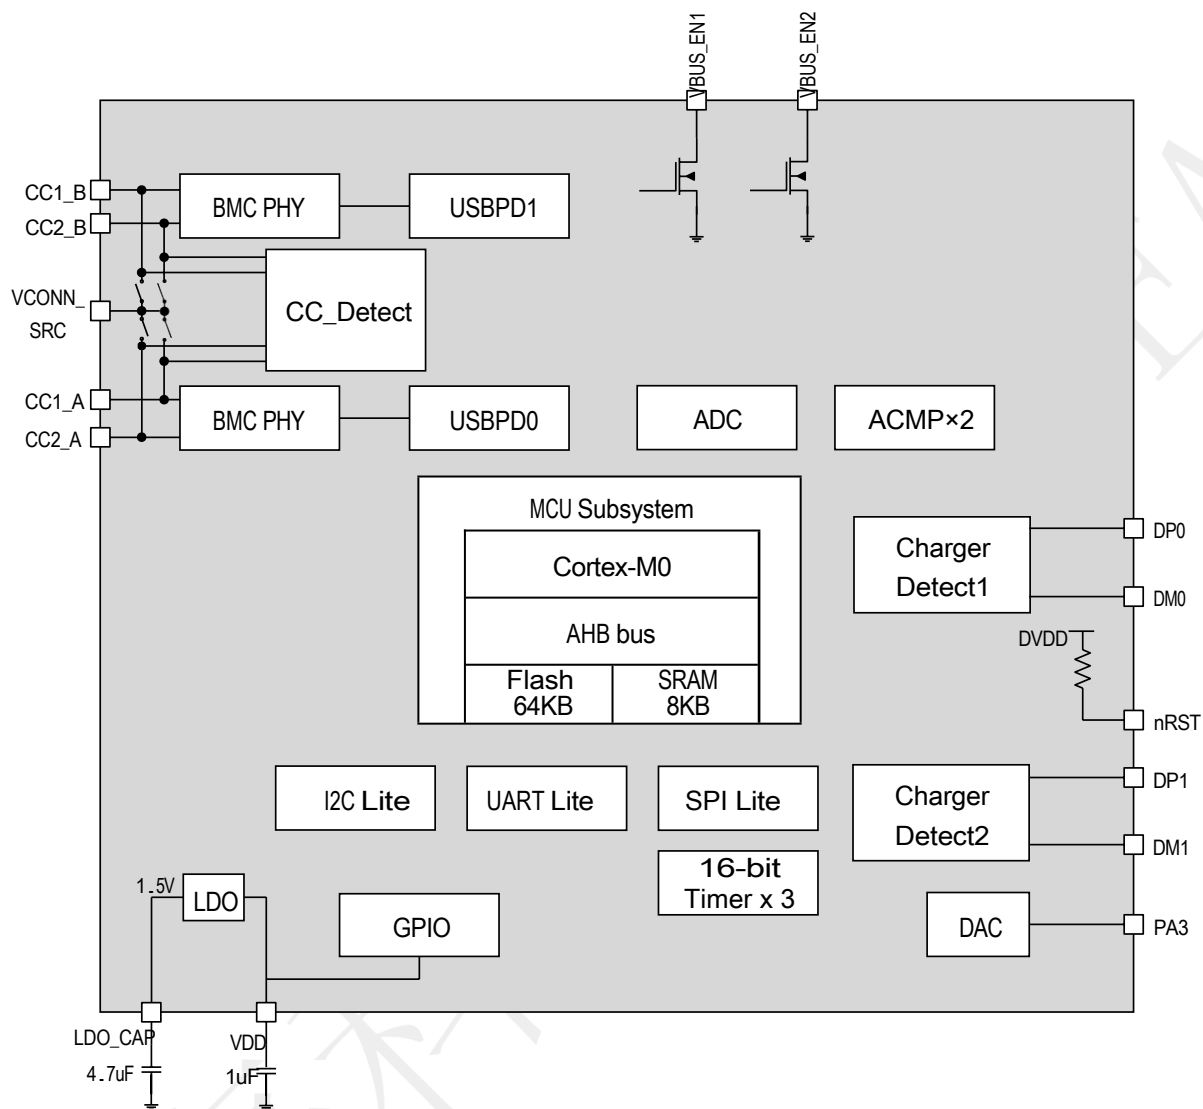 VBUS_EN1
VBUS_EN2
CC1_B
CC2_B
BMC PHY
USBPD1
VCONN_
SRC
CC_Detect
CC1_A
CC2_A
BMC PHY
USBPD0
ADC
ACMP×2
MCU Subsystem
Cortex-M0
AHB bus
Flash
64KB
SRAM
8KB
Charger
Detect1
DP0
DM0
DVDD
nRST
I2C Lite
UART Lite
SPI Lite
Charger
Detect2
DP1
DM1
16-bit
Timer x 3
1.5V
LDO
GPIO
DAC
PA3
LDO_CAP
VDD
4.7uF
1uF